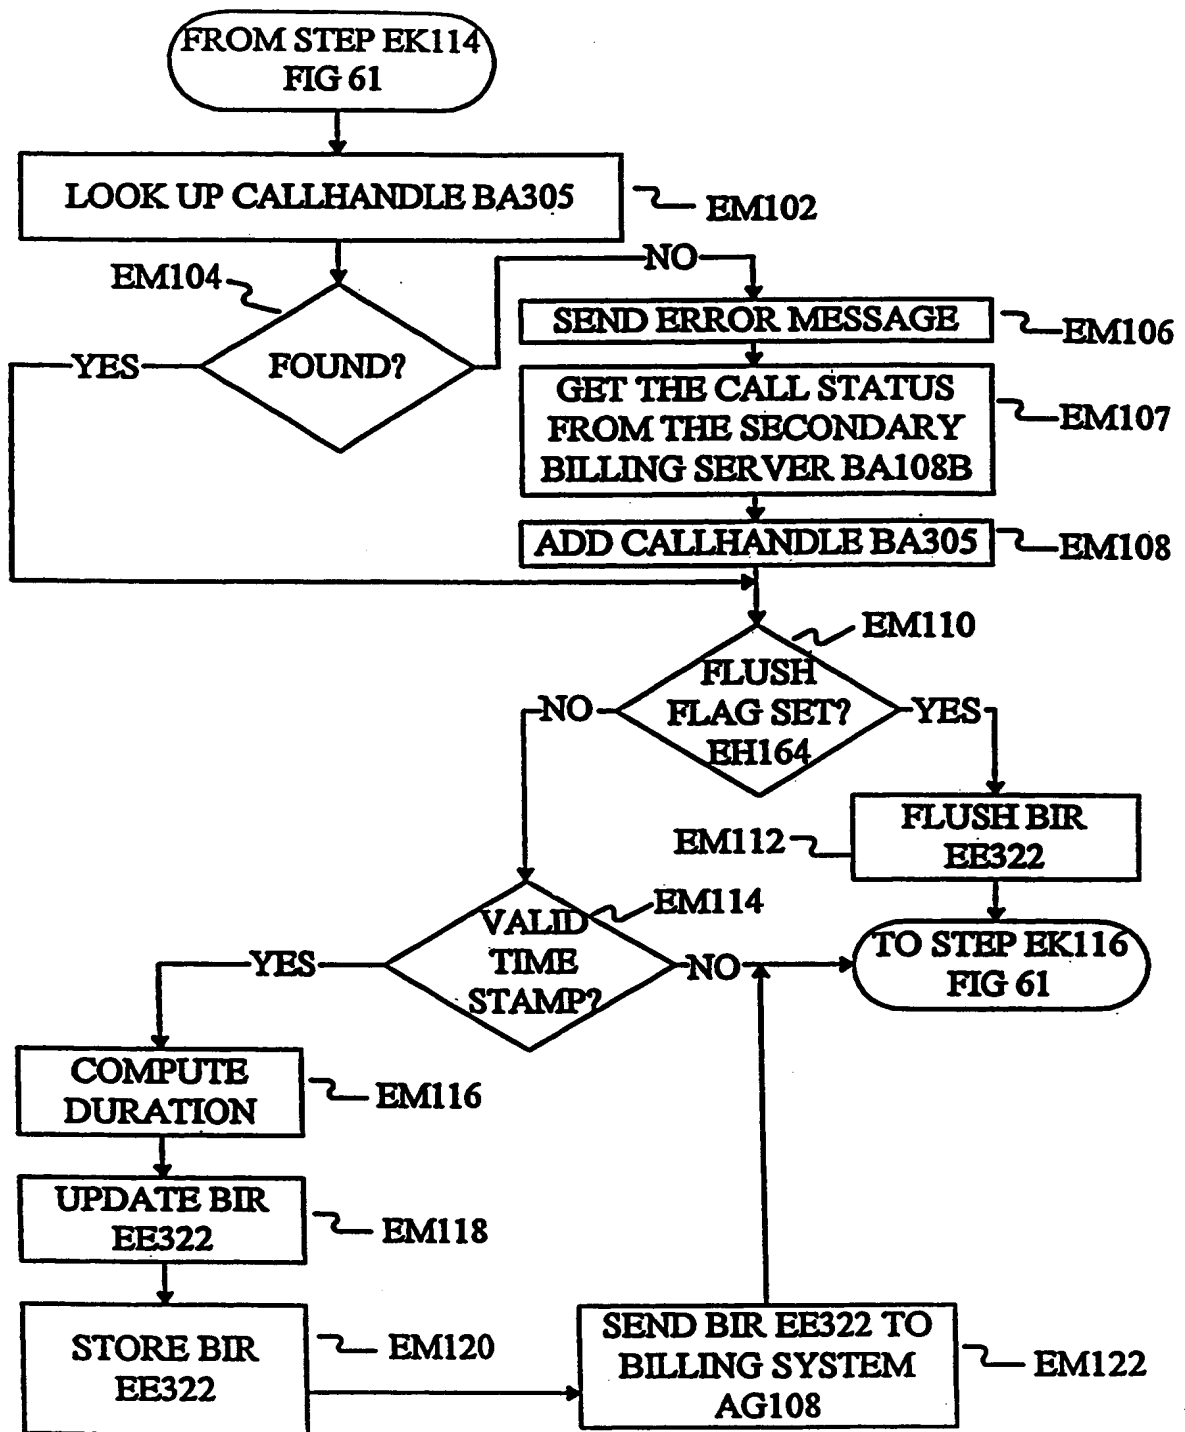 FROM STEP EK114
FIG 61
LOOK UP CALLHANDLE BA305
EM102
EM104
NO
SEND ERROR MESSAGE
EM106
YES
FOUND?
GET THE CALL STATUS
FROM THE SECONDARY
BILLING SERVER BA108B
EM107
ADD CALLHANDLE BA305
EM108
EM110
FLUSH
FLAG SET?
EH164
NO
YES
FLUSH BIR
EE322
EM112
EM114
VALID
TIME
STAMP?
YES
NO
TO STEP EK116
FIG 61
COMPUTE
DURATION
EM116
UPDATE BIR
EE322
EM118
STORE BIR
EE322
EM120
SEND BIR EE322 TO
BILLING SYSTEM
AG108
EM122